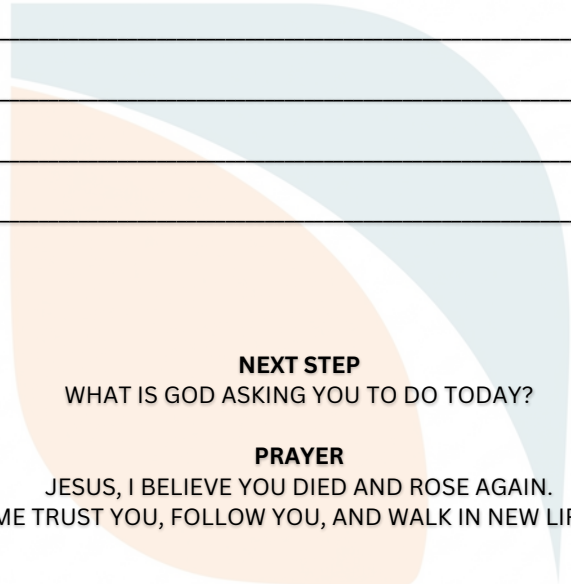 NEXT STEP
WHAT IS GOD ASKING YOU TO DO TODAY?
PRAYER
JESUS, I BELIEVE YOU DIED AND ROSE AGAIN.
ME TRUST YOU, FOLLOW YOU, AND WALK IN NEW